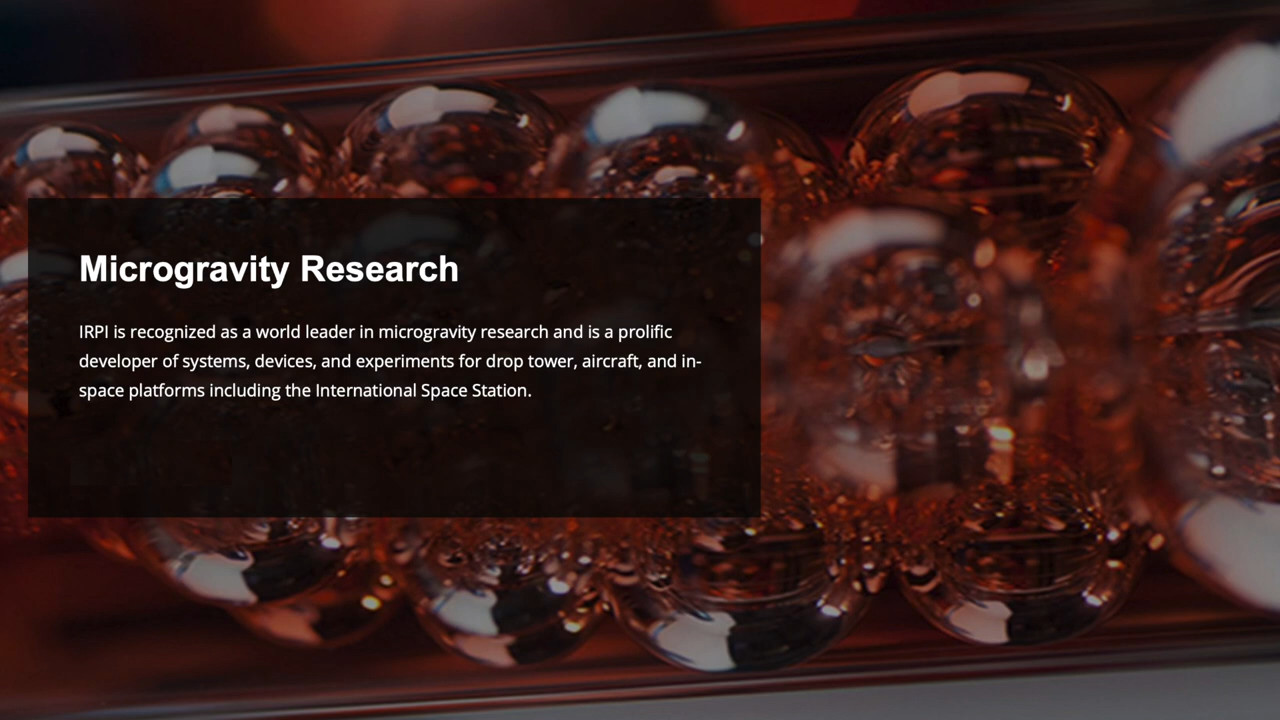 Microgravity Research
IRPI is recognized as a world leader in microgravity research and is a prolific
developer of systems, devices, and experiments for drop tower, aircraft, and in-
space platforms including the International Space Station.